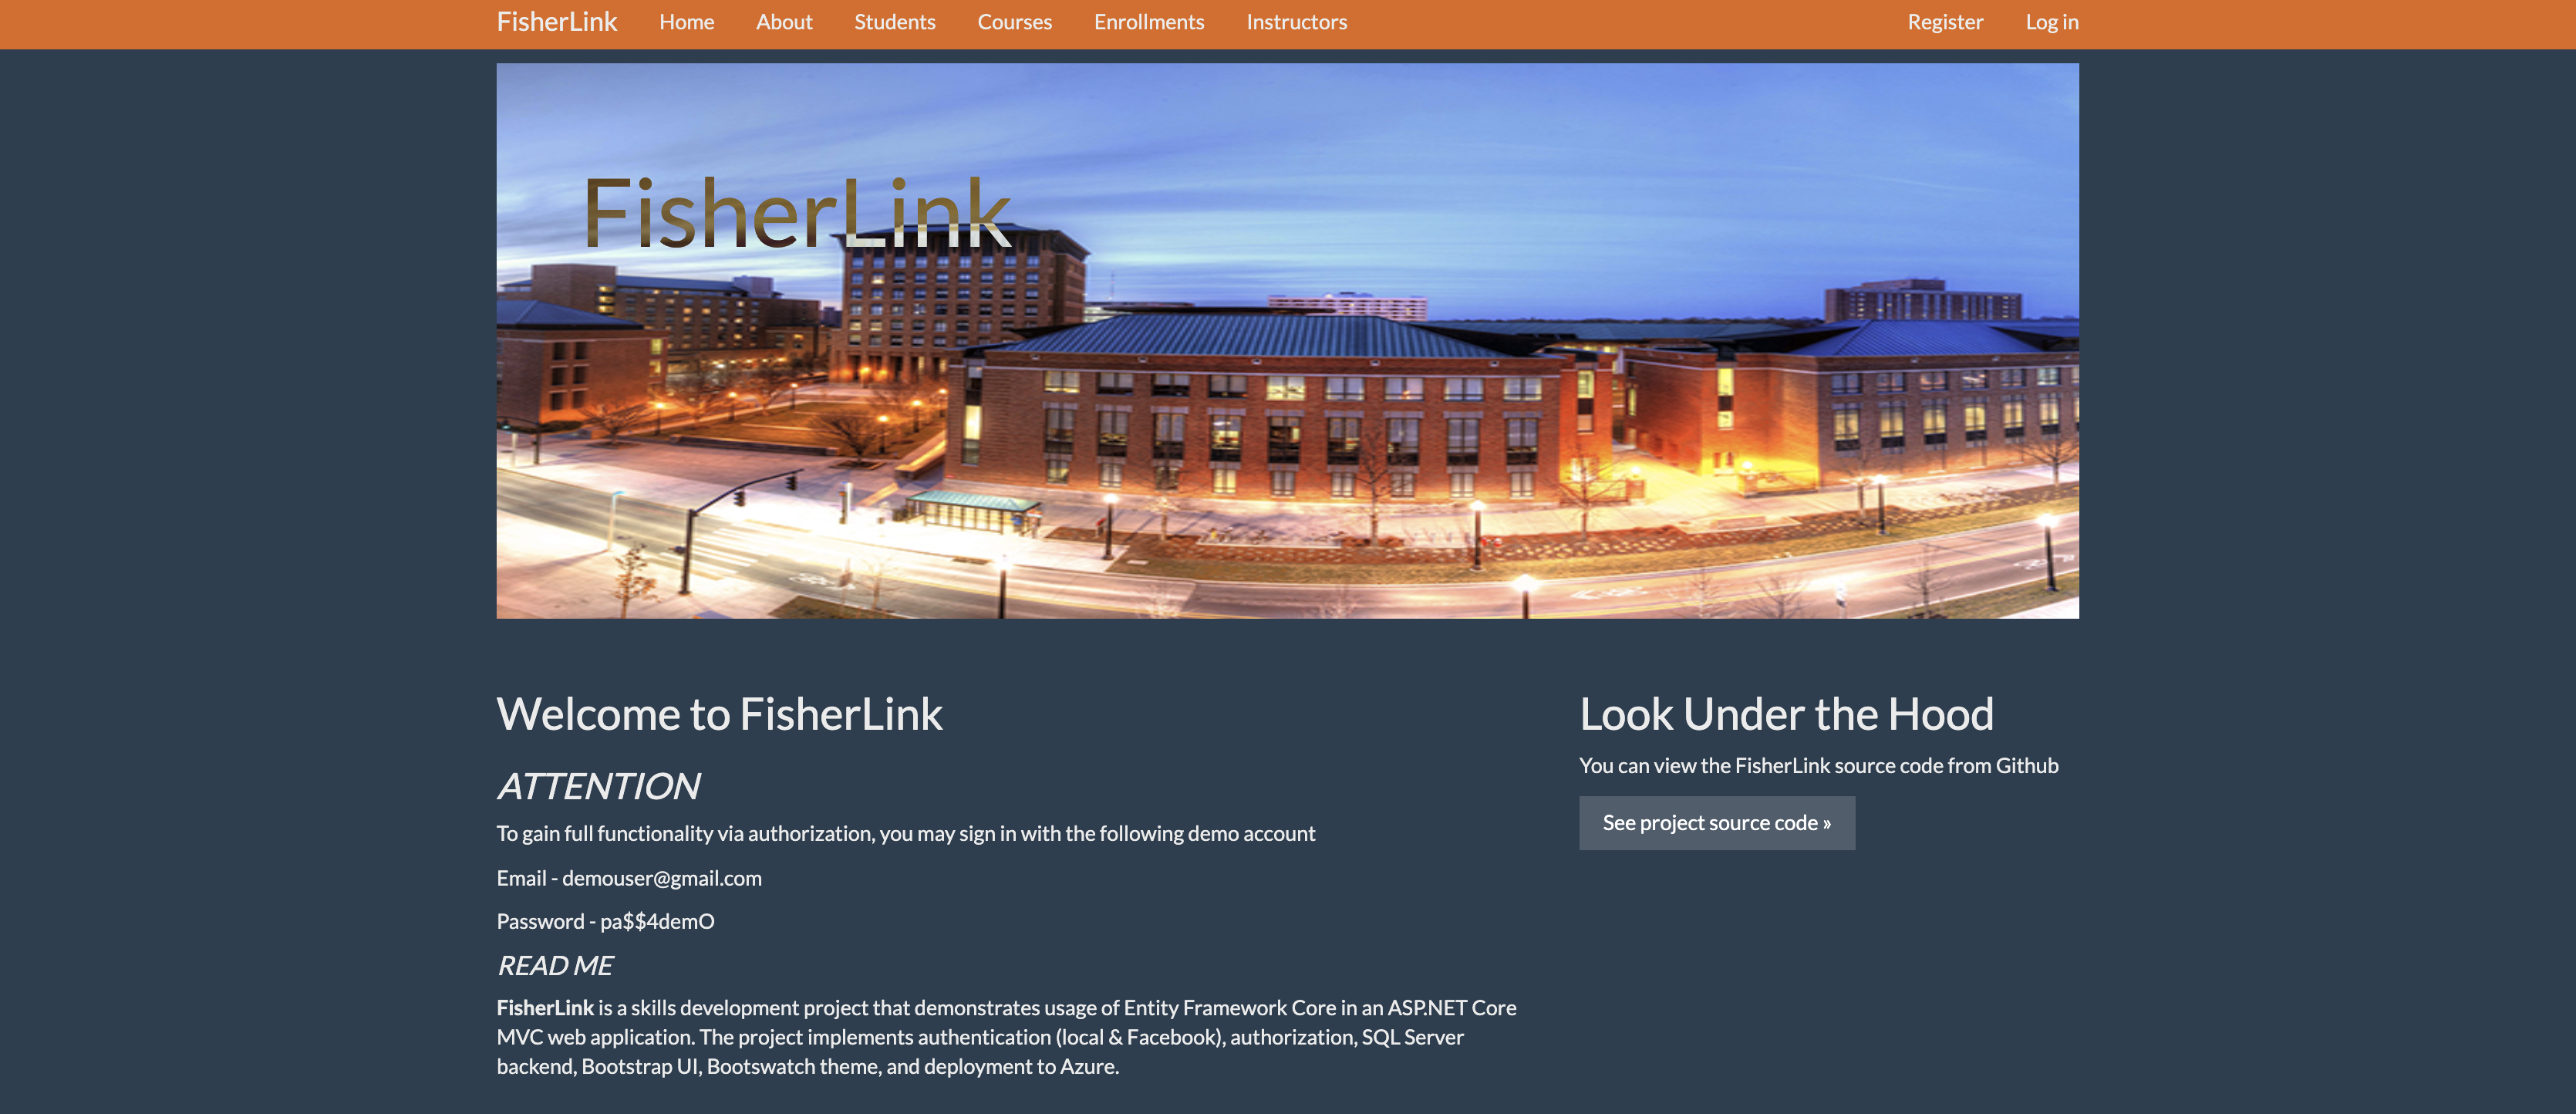 FisherLink Home About Students Courses Enrollments Instructors Register Log in
FisherLink
Welcome to FisherLink
ATTENTION
To gain full functionality via authorization, you may sign in with the following demo account
Email - demouser@gmail.com
Password - pa$$4demO
READ ME
FisherLink is a skills development project that demonstrates usage of Entity Framework Core in an ASP.NET Core
MVC web application. The project implements authentication (local & Facebook), authorization, SQL Server
backend, Bootstrap UI, Bootswatch theme, and deployment to Azure.
Look Under the Hood
You can view the FisherLink source code from Github
See project source code »